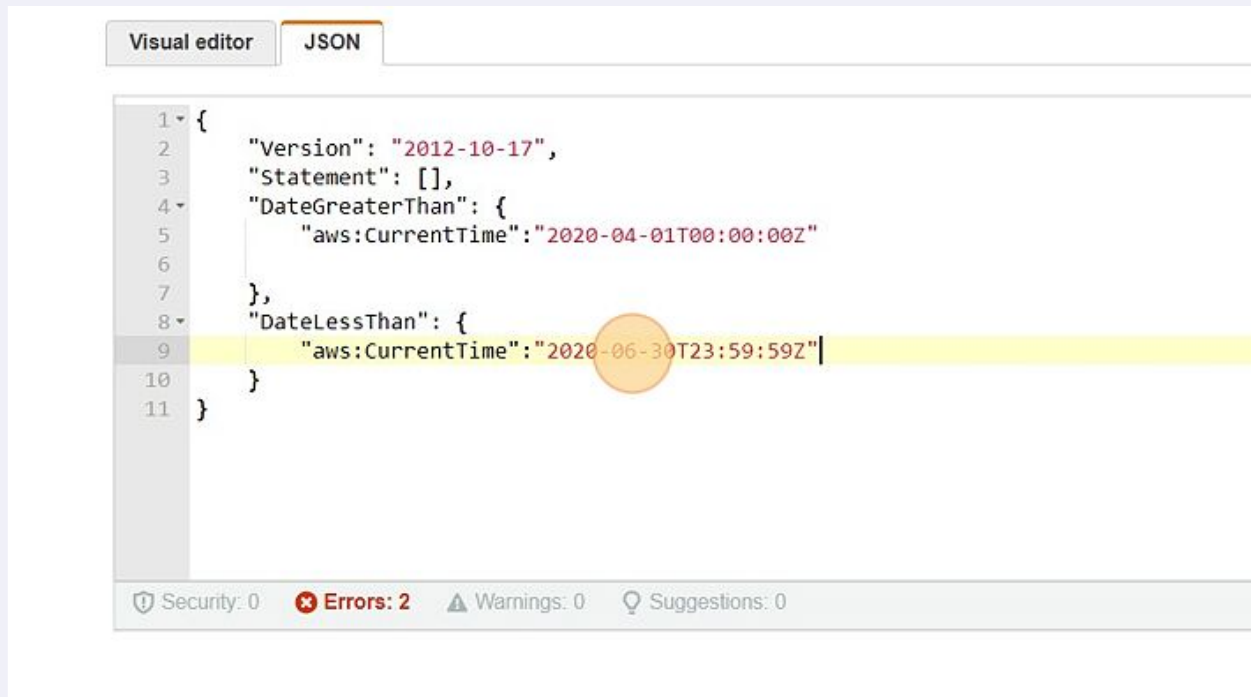 Visual editor JSON
1 {
2 "Version": "2012-10-17",
3 "Statement": [],
4 "DateGreaterThan": {
5 "aws:CurrentTime":"2020-04-01T00:00:00Z"
6
7 },
8 "DateLessThan": {
9 "aws:CurrentTime":"2020-06-30T23:59:59Z"
10 }
11 }
Security: 0 Errors: 2 Warnings: 0 Suggestions: 0